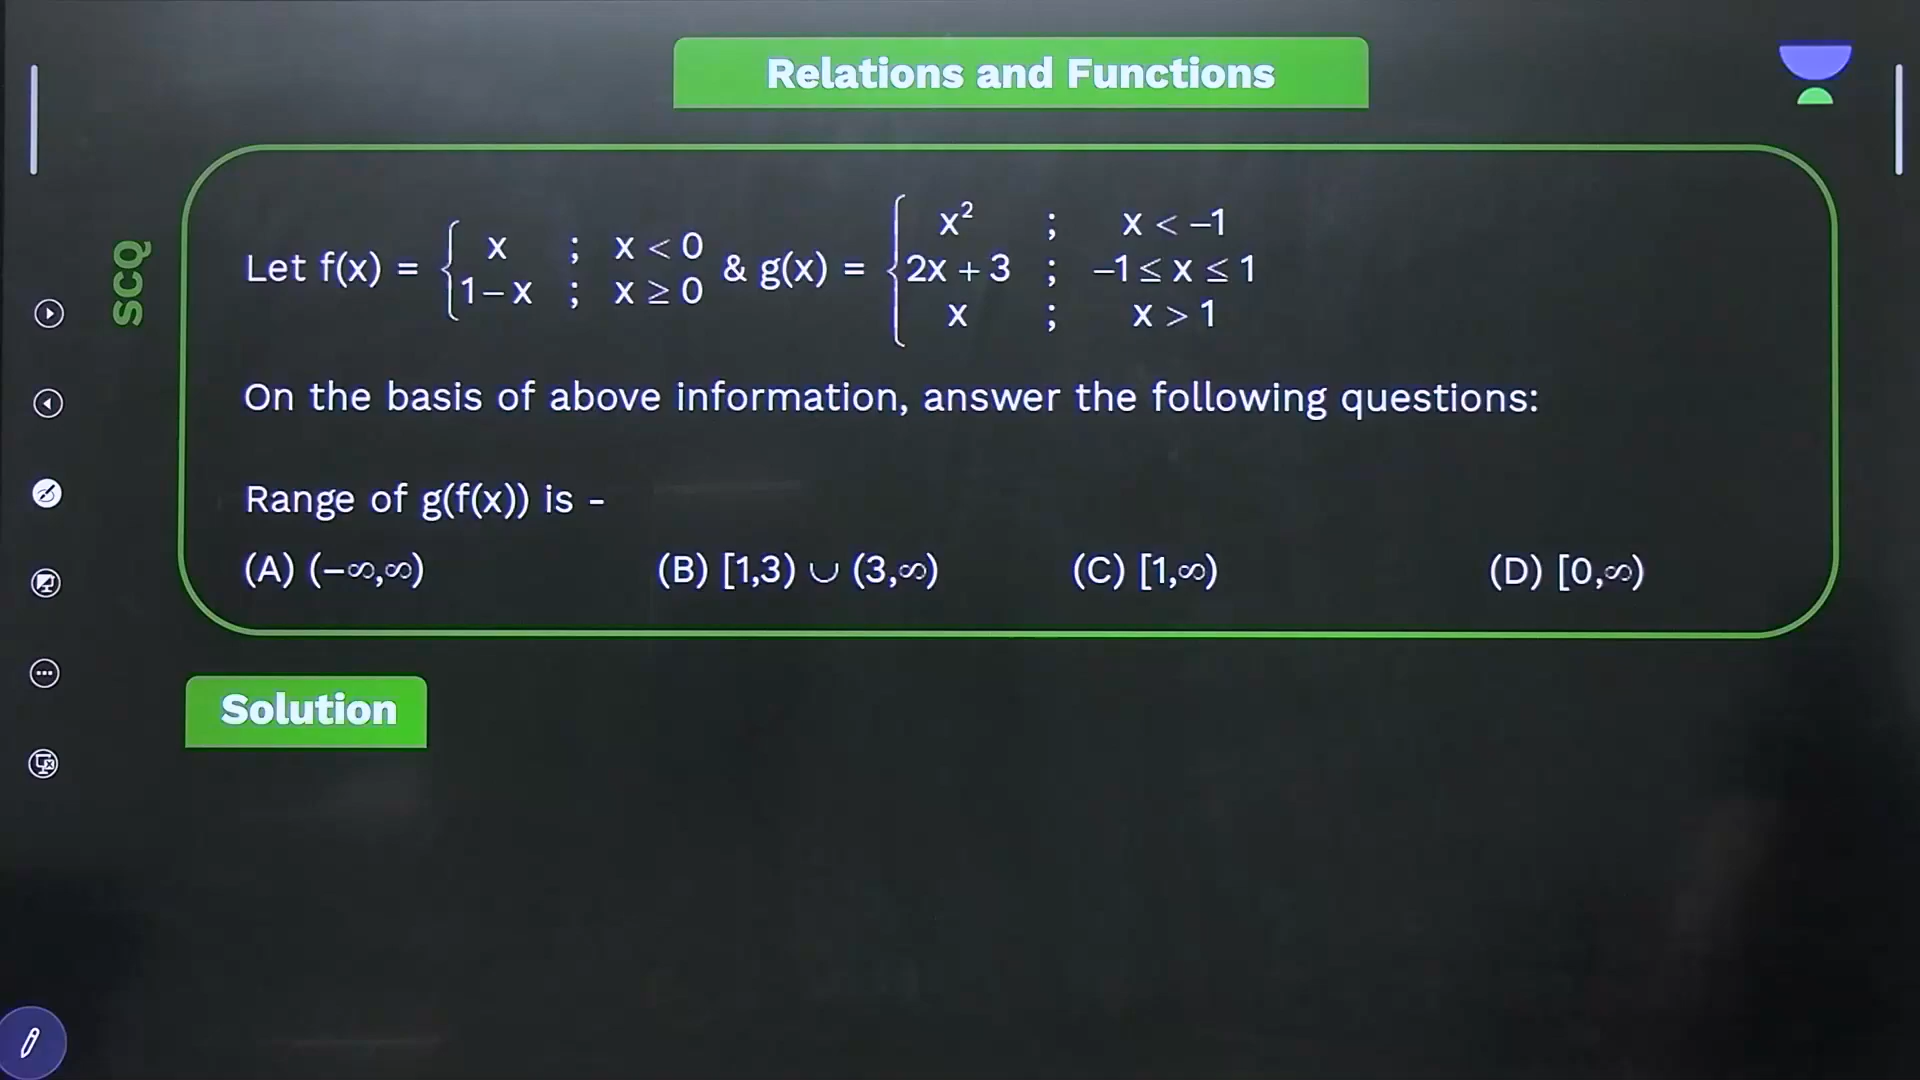 Relations and Functions
SCQ
Let f(x) = { x ; x < 0
1 – x ; x ≥ 0 & g(x) = { x² ; x < –1
2x + 3 ; –1 ≤ x ≤ 1
x ; x > 1
On the basis of above information, answer the following questions:
Range of g(f(x)) is -
(A) (–∞,∞) (B) [1,3) ∪ (3,∞) (C) [1,∞) (D) [0,∞)
Solution